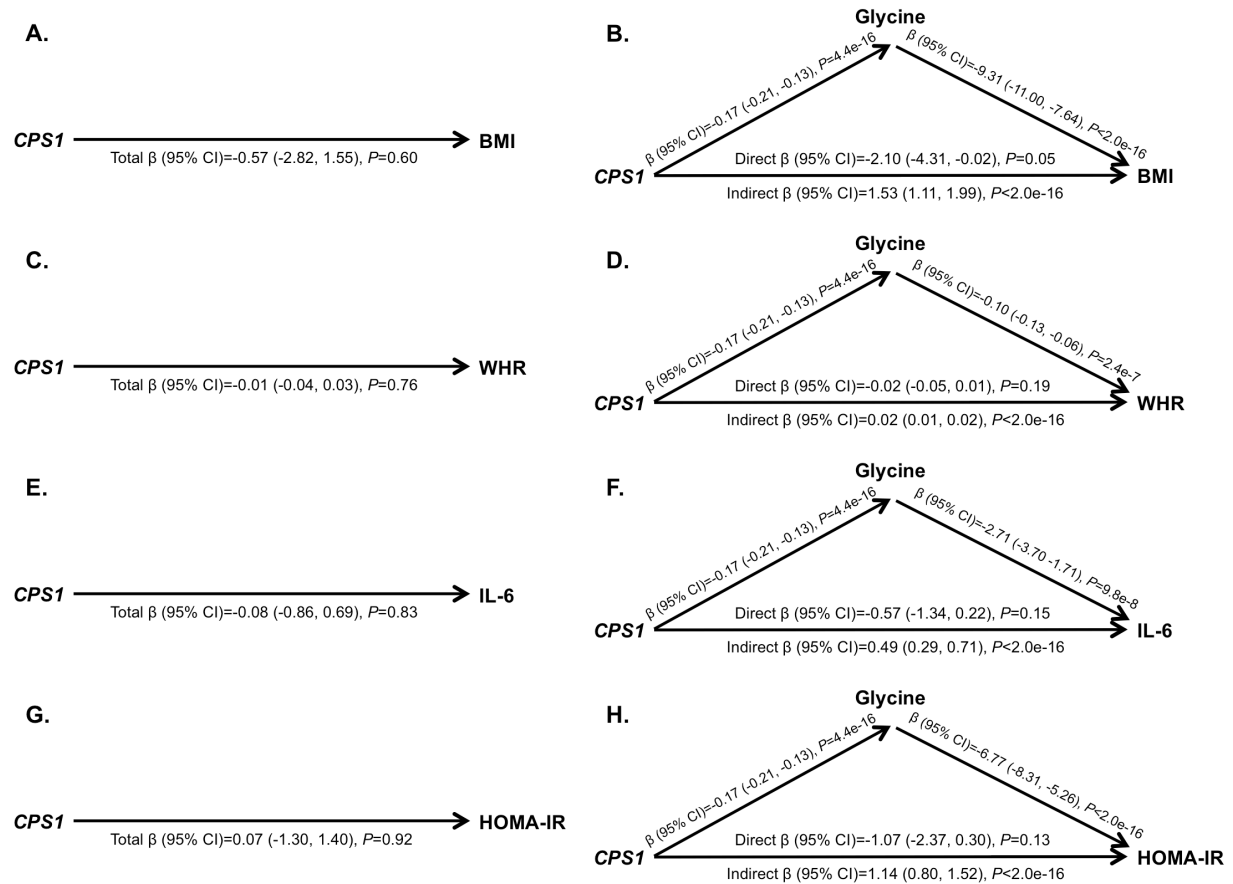 A.
CPS1
BMI
Total β (95% CI)=-0.57 (-2.82, 1.55), P=0.60
B.
Glycine
β (95% CI)=-0.17 (-0.21, -0.13), P=4.4e-16
β (95% CI)=-9.31 (-11.00, -7.64), P<2.0e-16
Direct β (95% CI)=-2.10 (-4.31, -0.02), P=0.05
CPS1
BMI
Indirect β (95% CI)=1.53 (1.11, 1.99), P<2.0e-16
C.
CPS1
WHR
Total β (95% CI)=-0.01 (-0.04, 0.03), P=0.76
D.
Glycine
β (95% CI)=-0.17 (-0.21, -0.13), P=4.4e-16
β (95% CI)=-0.10 (-0.13, -0.06), P=2.4e-7
Direct β (95% CI)=-0.02 (-0.05, 0.01), P=0.19
CPS1
WHR
Indirect β (95% CI)=0.02 (0.01, 0.02), P<2.0e-16
E.
CPS1
IL-6
Total β (95% CI)=-0.08 (-0.86, 0.69), P=0.83
F.
Glycine
β (95% CI)=-0.17 (-0.21, -0.13), P=4.4e-16
β (95% CI)=-2.71 (-3.70 -1.71), P=9.8e-8
Direct β (95% CI)=-0.57 (-1.34, 0.22), P=0.15
CPS1
IL-6
Indirect β (95% CI)=0.49 (0.29, 0.71), P<2.0e-16
G.
CPS1
HOMA-IR
Total β (95% CI)=0.07 (-1.30, 1.40), P=0.92
H.
Glycine
β (95% CI)=-0.17 (-0.21, -0.13), P=4.4e-16
β (95% CI)=-6.77 (-8.31, -5.26), P<2.0e-16
Direct β (95% CI)=-1.07 (-2.37, 0.30), P=0.13
CPS1
HOMA-IR
Indirect β (95% CI)=1.14 (0.80, 1.52), P<2.0e-16